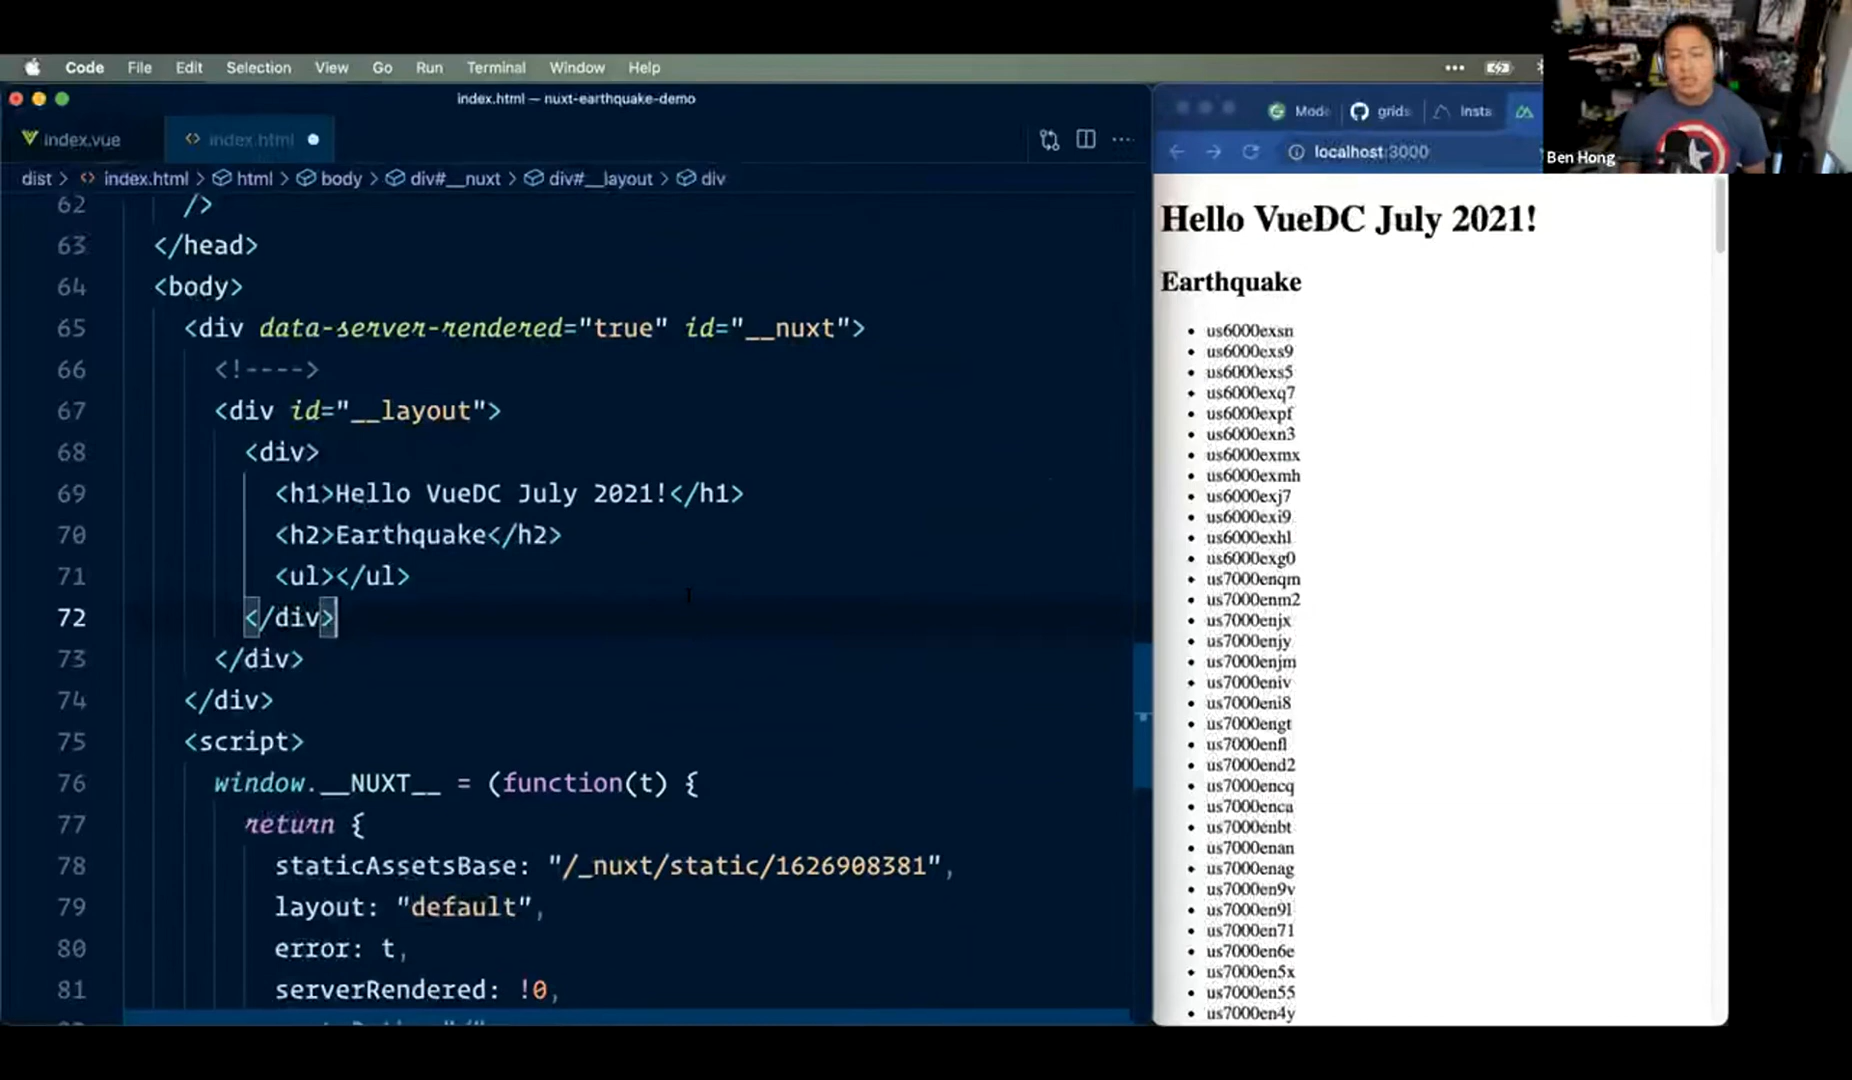 Code File Edit Selection View Go Run Terminal Window Help
index.html — nuxt-earthquake-demo
index.vue
index.html
dist > index.html > html > body > div#__nuxt > div#__layout > div
62 />
63 </head>
64 <body>
65 <div data-server-rendered="true" id="__nuxt">
66 <!---->
67 <div id="__layout">
68 <div>
69 <h1>Hello VueDC July 2021!</h1>
70 <h2>Earthquake</h2>
71 <ul></ul>
72 </div>
73 </div>
74 </div>
75 <script>
76 window.__NUXT__ = (function(t) {
77 return {
78 staticAssetsBase: "/_nuxt/static/1626908381",
79 layout: "default",
80 error: t,
81 serverRendered: !0,
Mode
grids
Insta
localhost:3000
Ben Hong
Hello VueDC July 2021!
Earthquake
us6000exsn
us6000exs9
us6000exs5
us6000exq7
us6000expf
us6000exn3
us6000exmx
us6000exmh
us6000exj7
us6000exi9
us6000exhl
us6000exg0
us7000enqm
us7000enm2
us7000enjx
us7000enjy
us7000enjm
us7000eniv
us7000eni8
us7000engt
us7000enfl
us7000end2
us7000encq
us7000enca
us7000enbt
us7000enan
us7000enag
us7000en9v
us7000en9l
us7000en71
us7000en6e
us7000en5x
us7000en55
us7000en4y